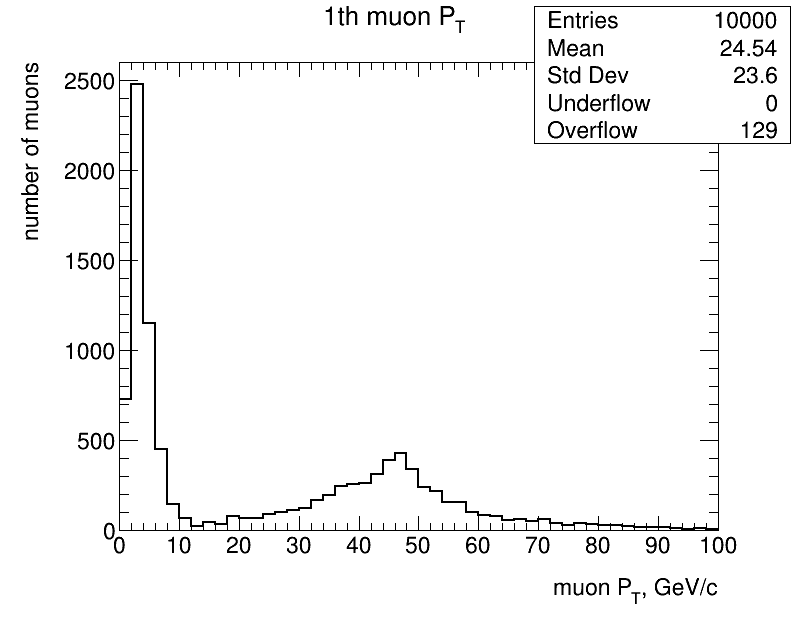 1th muon P_T
Entries 10000
Mean 24.54
Std Dev 23.6
Underflow 0
Overflow 129
number of muons
2500
2000
1500
1000
500
0
0 10 20 30 40 50 60 70 80 90 100
muon P_T, GeV/c